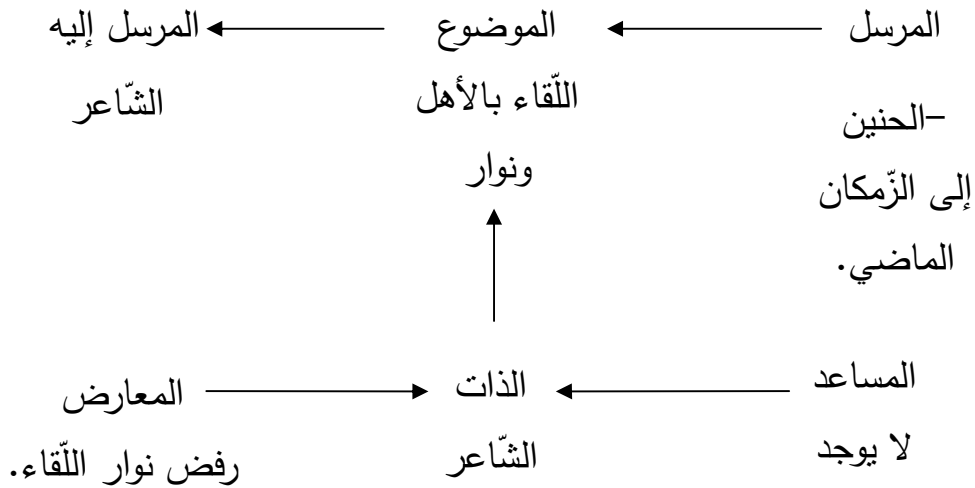 المرسل
الموضوع
المرسل إليه
–الحنين
إلى الزّمكان
الماضي.
اللّقاء بالأهل
ونوار
الشّاعر
المساعد
لا يوجد
الذات
الشّاعر
المعارض
رفض نوار اللّقاء.